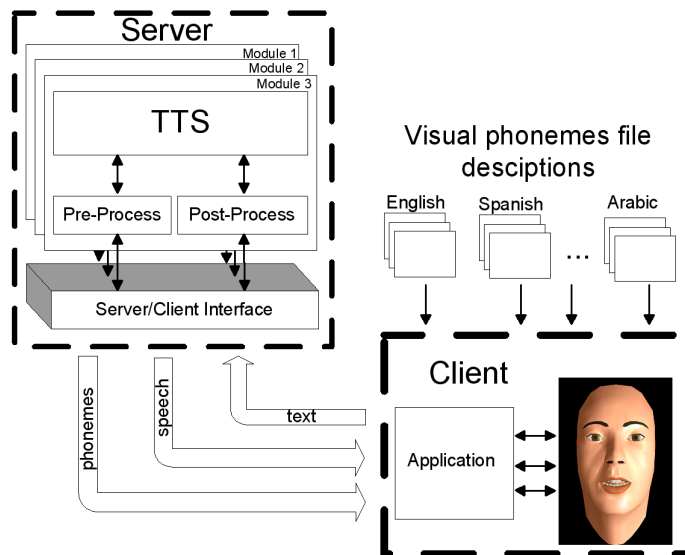 Server
Module 1
Module 2
Module 3
TTS
Pre-Process
Post-Process
Server/Client Interface
Visual phonemes file
desciptions
English
Spanish
Arabic
...
phonemes
speech
text
Client
Application